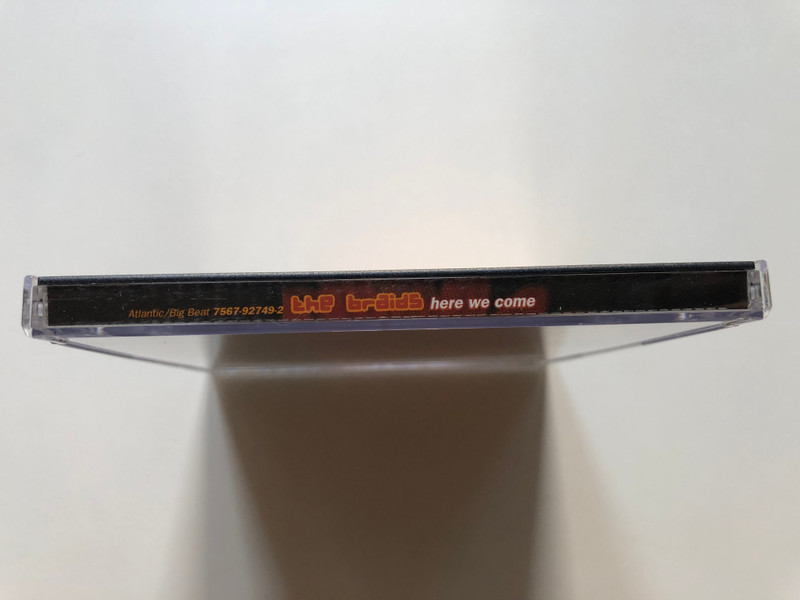 Atlantic/Big Beat 7567-92749-2 the braids here we come